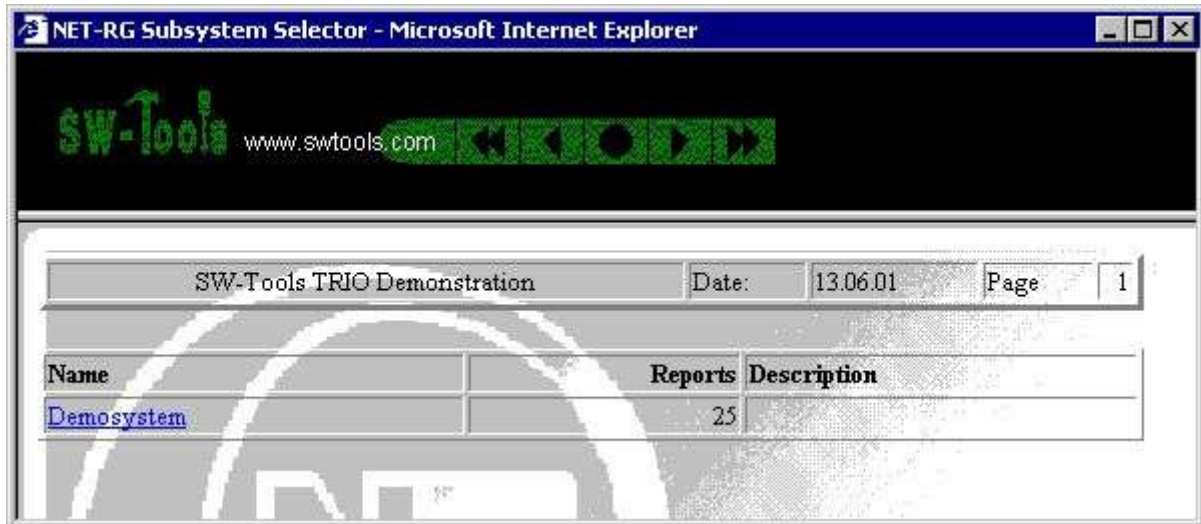 NET-RG Subsystem Selector - Microsoft Internet Explorer
SW-Tools www.swtools.com
SW-Tools TRIO Demonstration Date: 13.06.01 Page 1
Name Reports Description
Demosystem 25